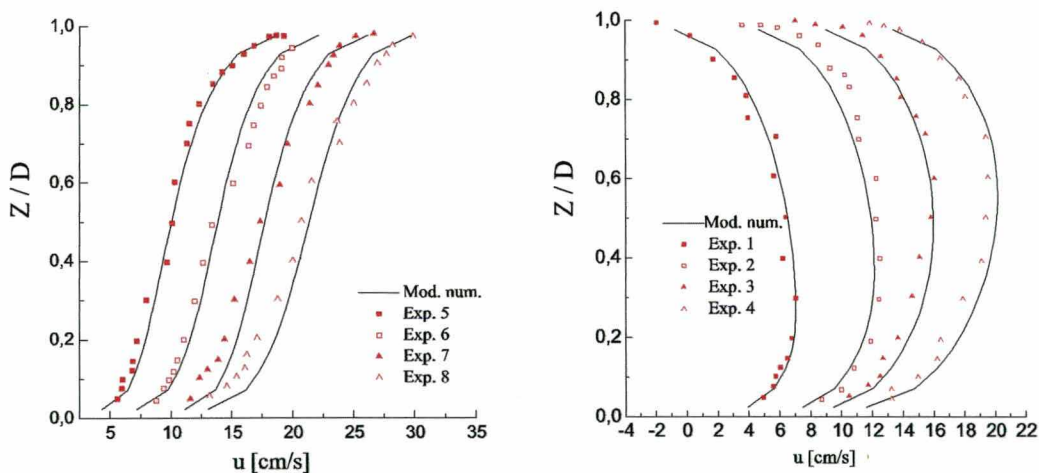 1,0
0,8
0,6
0,4
0,2
0,0
Z / D
Mod. num.
Exp. 5
Exp. 6
Exp. 7
Exp. 8
5 10 15 20 25 30 35
u [cm/s]
1,0
0,8
0,6
0,4
0,2
0,0
Z / D
Mod. num.
Exp. 1
Exp. 2
Exp. 3
Exp. 4
-4 -2 0 2 4 6 8 10 12 14 16 18 20 22
u [cm/s]